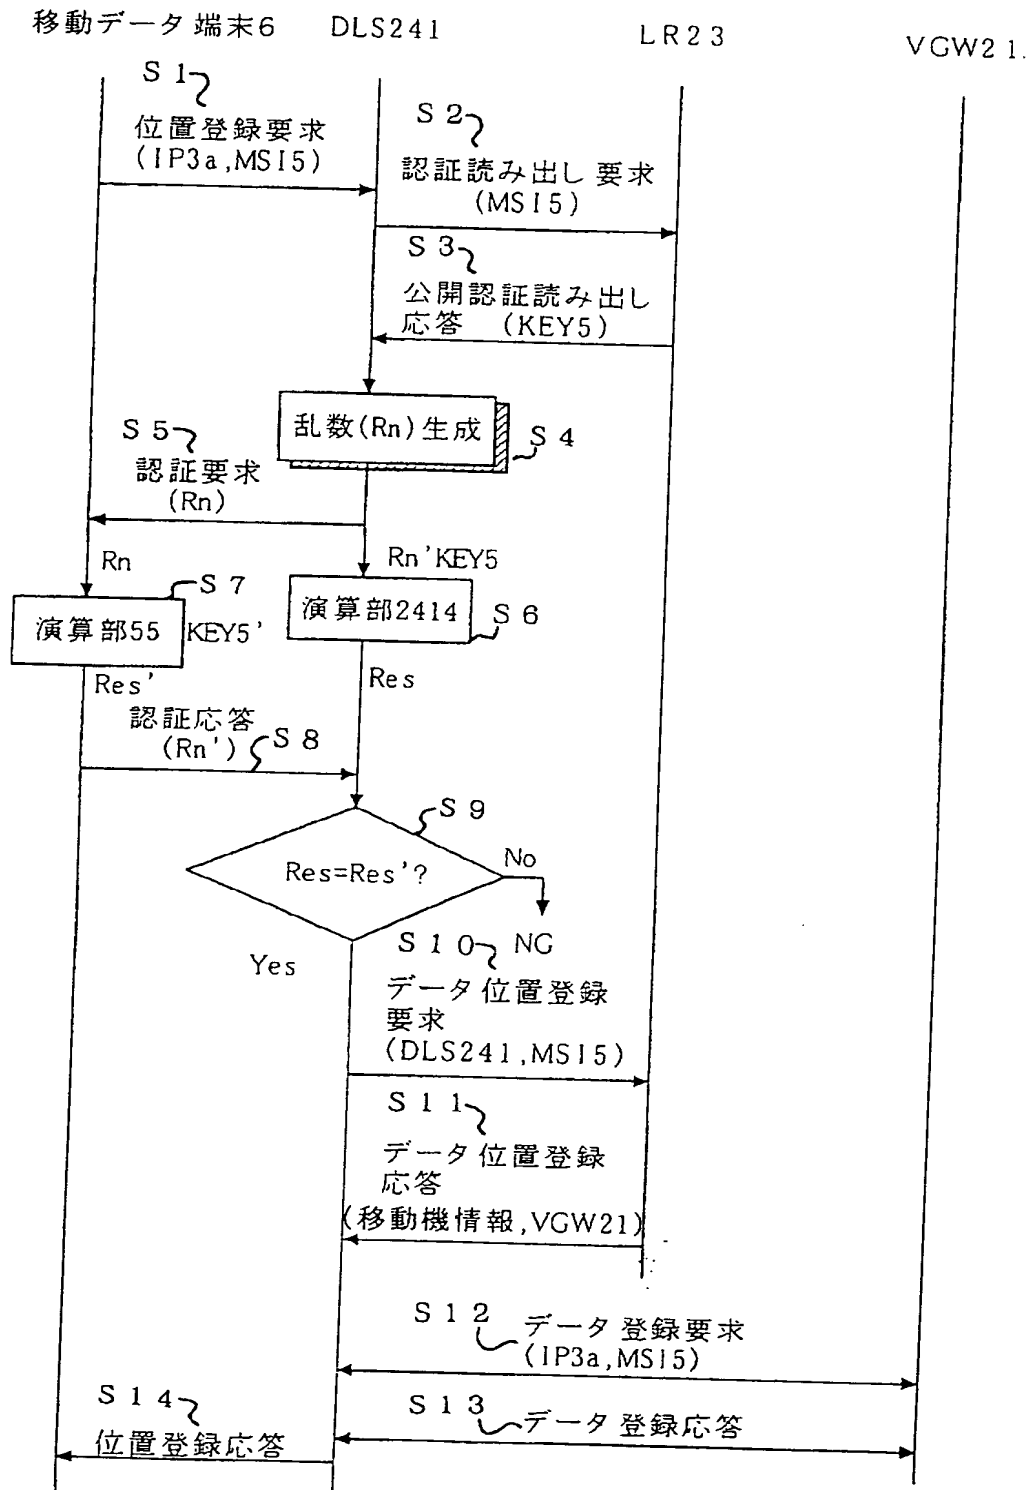 移動データ端末6
DLS241
LR23
VGW21
S1
位置登録要求
(IP3a,MSI5)
S2
認証読み出し要求
(MSI5)
S3
公開認証読み出し
応答 (KEY5)
乱数(Rn)生成
S4
S5
認証要求
(Rn)
Rn
Rn'KEY5
S7
演算部55
KEY5'
演算部2414
S6
Res'
Res
認証応答
(Rn')
S8
S9
Res=Res'?
No
NG
Yes
S10
データ位置登録
要求
(DLS241,MSI5)
S11
データ位置登録
応答
(移動機情報,VGW21)
S12
データ登録要求
(IP3a,MSI5)
S13
データ登録応答
S14
位置登録応答